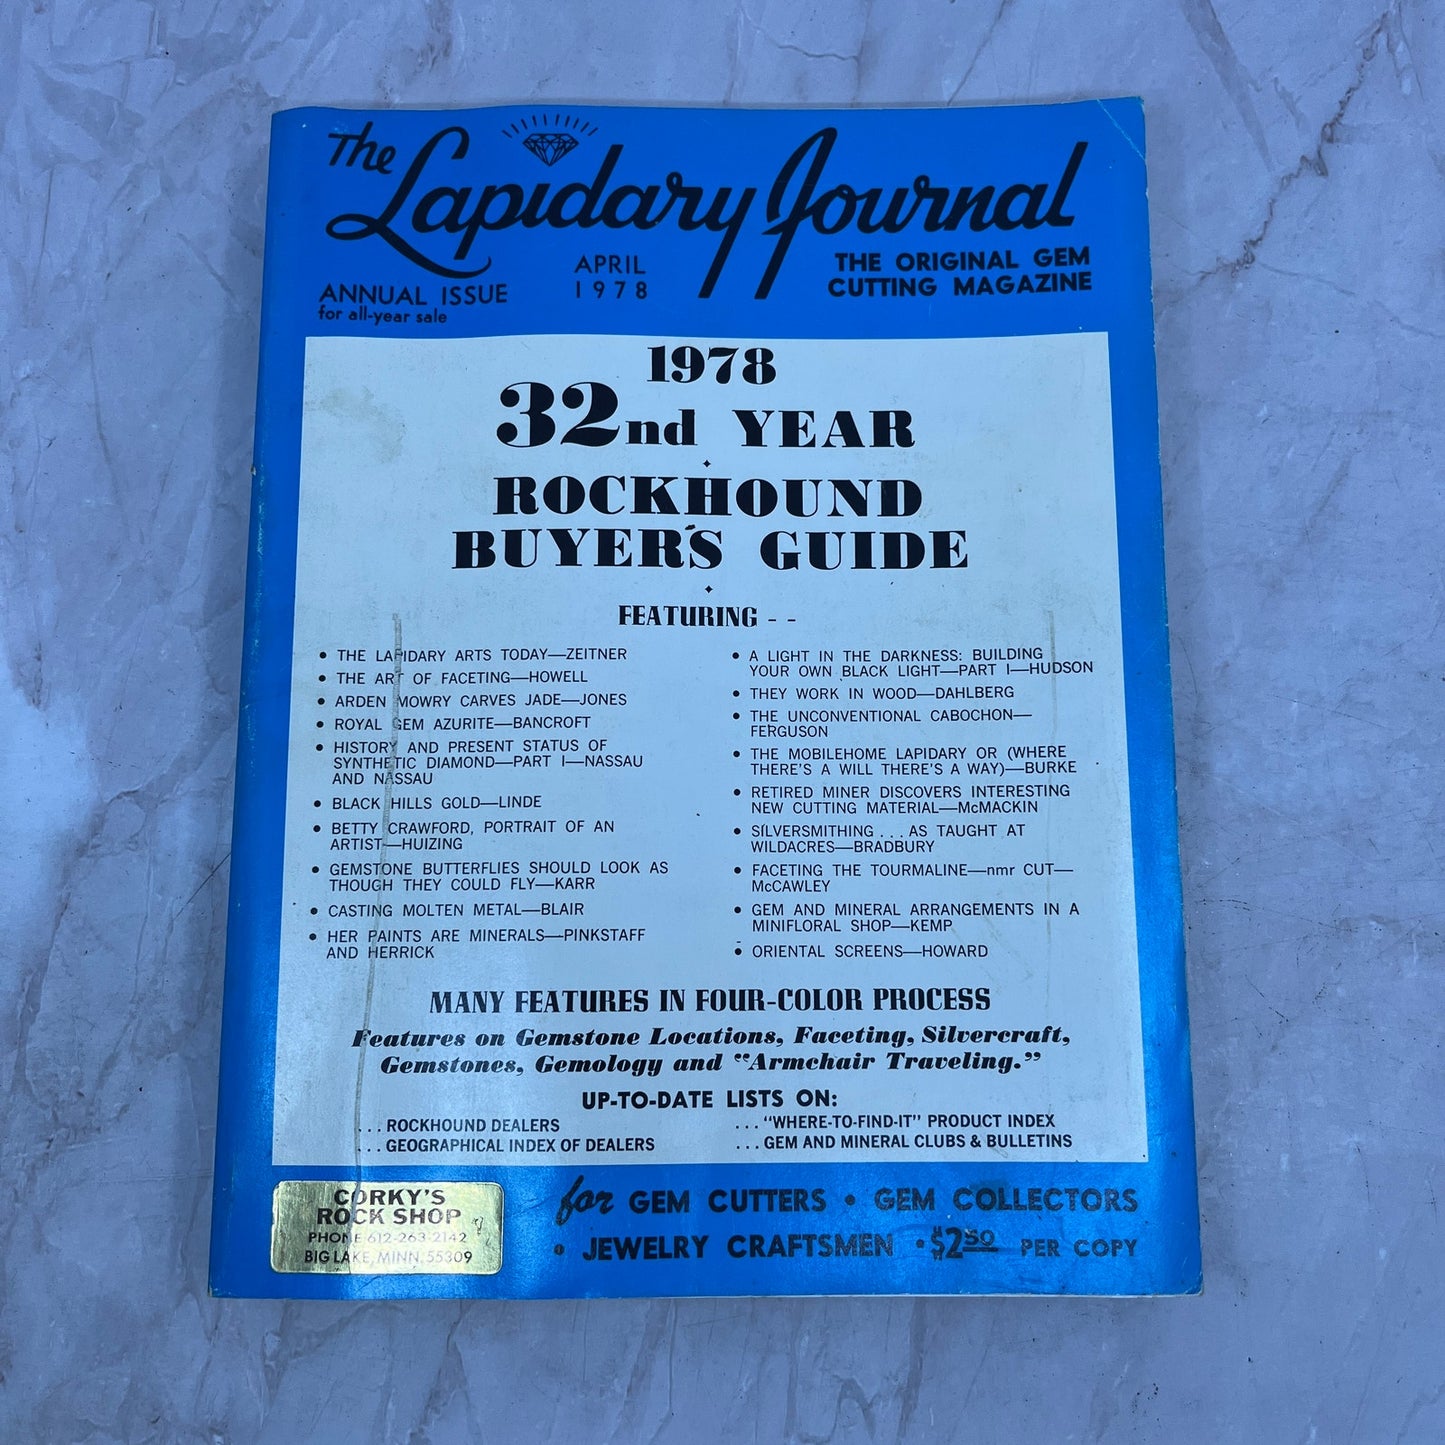 The Lapidary Journal
ANNUAL ISSUE
for all-year sale
APRIL
1978
THE ORIGINAL GEM
CUTTING MAGAZINE
1978
32nd YEAR
ROCKHOUND
BUYER'S GUIDE
FEATURING - -
• THE LAPIDARY ARTS TODAY—ZEITNER
• THE ART OF FACETING—HOWELL
• ARDEN MOWRY CARVES JADE—JONES
• ROYAL GEM AZURITE—BANCROFT
• HISTORY AND PRESENT STATUS OF
SYNTHETIC DIAMOND—PART I—NASSAU
AND NASSAU
• BLACK HILLS GOLD—LINDE
• BETTY CRAWFORD, PORTRAIT OF AN
ARTIST—HUIZING
• GEMSTONE BUTTERFLIES SHOULD LOOK AS
THOUGH THEY COULD FLY—KARR
• CASTING MOLTEN METAL—BLAIR
• HER PAINTS ARE MINERALS—PINKSTAFF
AND HERRICK
• A LIGHT IN THE DARKNESS: BUILDING
YOUR OWN BLACK LIGHT—PART I—HUDSON
• THEY WORK IN WOOD—DAHLBERG
• THE UNCONVENTIONAL CABOCHON—
FERGUSON
• THE MOBILEHOME LAPIDARY OR (WHERE
THERE'S A WILL THERE'S A WAY)—BURKE
• RETIRED MINER DISCOVERS INTERESTING
NEW CUTTING MATERIAL—McMACKIN
• SILVERSMITHING . . . AS TAUGHT AT
WILDACRES—BRADBURY
• FACETING THE TOURMALINE—nmr CUT—
McCAWLEY
• GEM AND MINERAL ARRANGEMENTS IN A
MINIFLORAL SHOP—KEMP
• ORIENTAL SCREENS—HOWARD
MANY FEATURES IN FOUR-COLOR PROCESS
Features on Gemstone Locations, Faceting, Silvercraft,
Gemstones, Gemology and "Armchair Traveling."
UP-TO-DATE LISTS ON:
. . . ROCKHOUND DEALERS
. . . GEOGRAPHICAL INDEX OF DEALERS
. . . "WHERE-TO-FIND-IT" PRODUCT INDEX
. . . GEM AND MINERAL CLUBS & BULLETINS
CORKY'S
ROCK SHOP
PHONE 612-263-2142
BIG LAKE, MINN. 55309
for GEM CUTTERS • GEM COLLECTORS
• JEWELRY CRAFTSMEN • $2.50 PER COPY